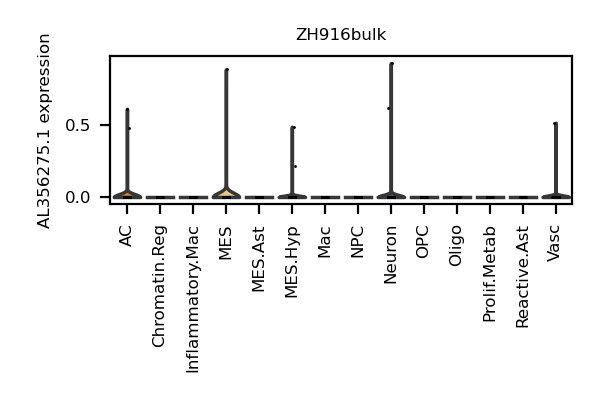 ZH916bulk
AL356275.1 expression
0.5
0.0
AC
Chromatin.Reg
Inflammatory.Mac
MES
MES.Ast
MES.Hyp
Mac
NPC
Neuron
OPC
Oligo
Prolif.Metab
Reactive.Ast
Vasc